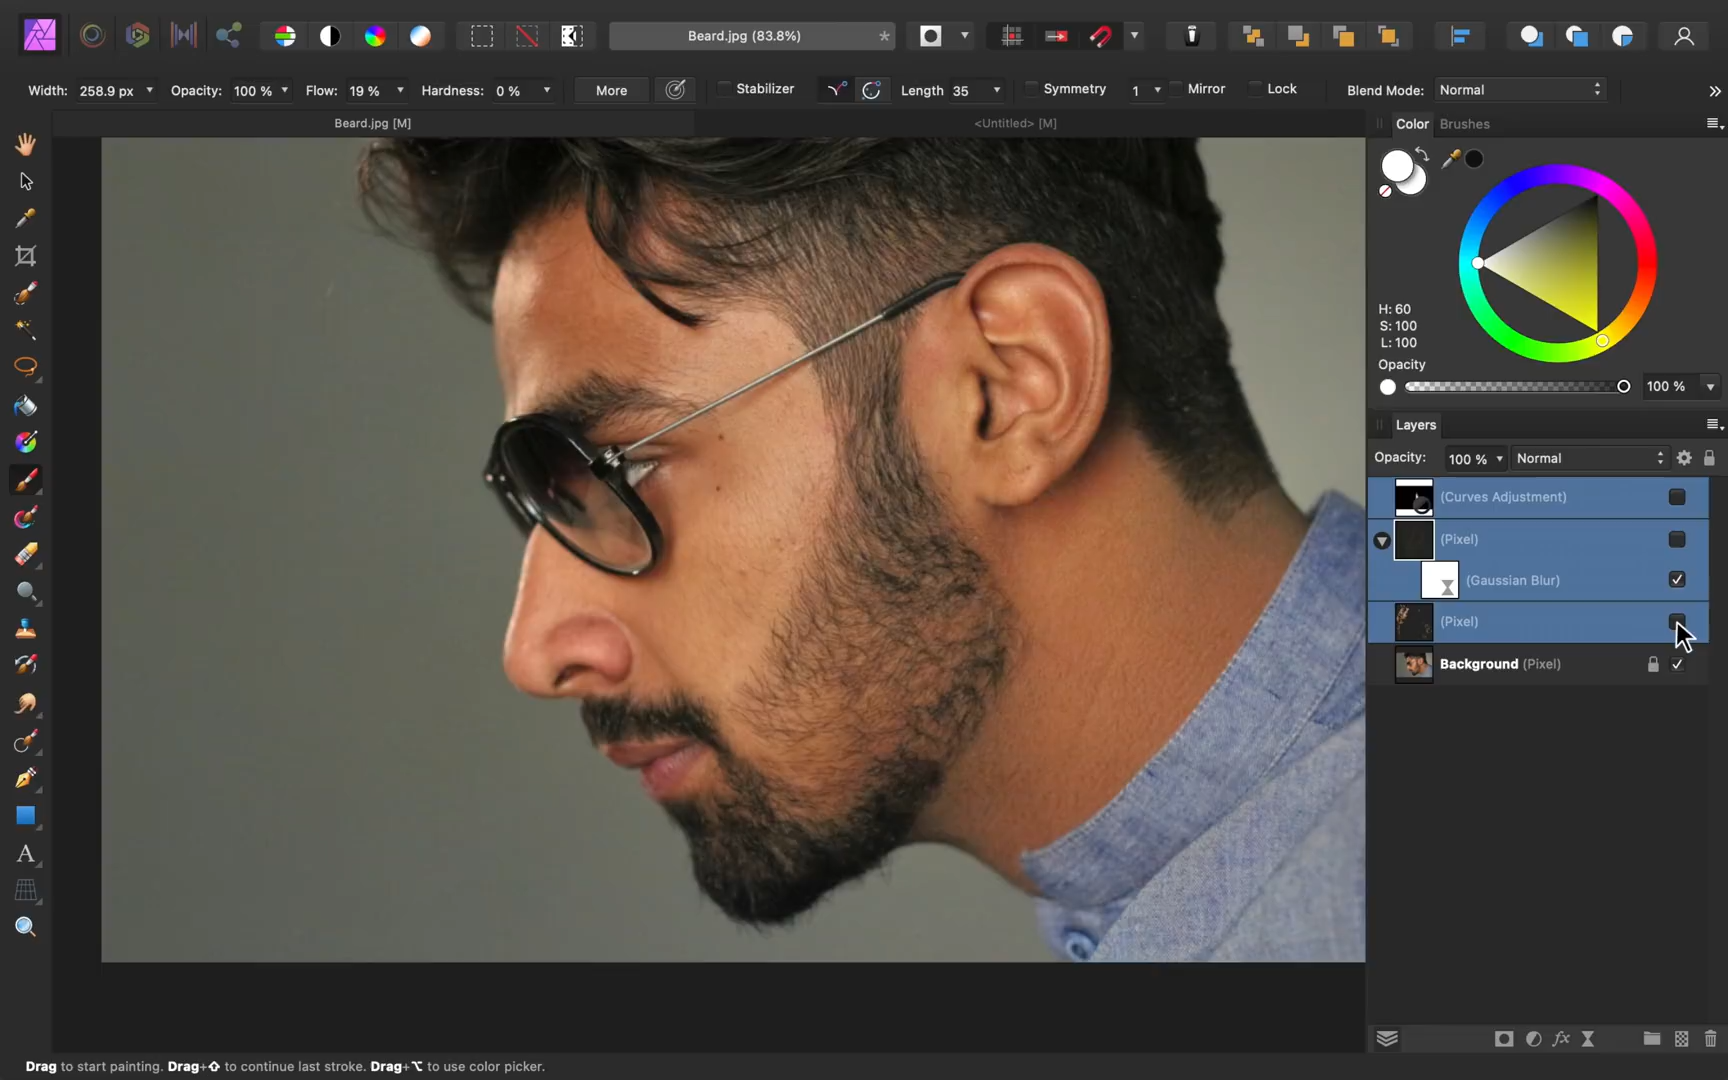 Beard.jpg (83.8%)
*
Width: 258.9 px Opacity: 100 % Flow: 19 % Hardness: 0 % More Stabilizer Length 35 Symmetry 1 Mirror Lock Blend Mode: Normal
Beard.jpg [M] <Untitled> [M]
Color Brushes
H: 60
S: 100
L: 100
Opacity
100 %
Layers
Opacity: 100 % Normal
(Curves Adjustment)
(Pixel)
(Gaussian Blur)
(Pixel)
Background (Pixel)
A
fx
Drag to start painting. Drag+⇧ to continue last stroke. Drag+⌥ to use color picker.